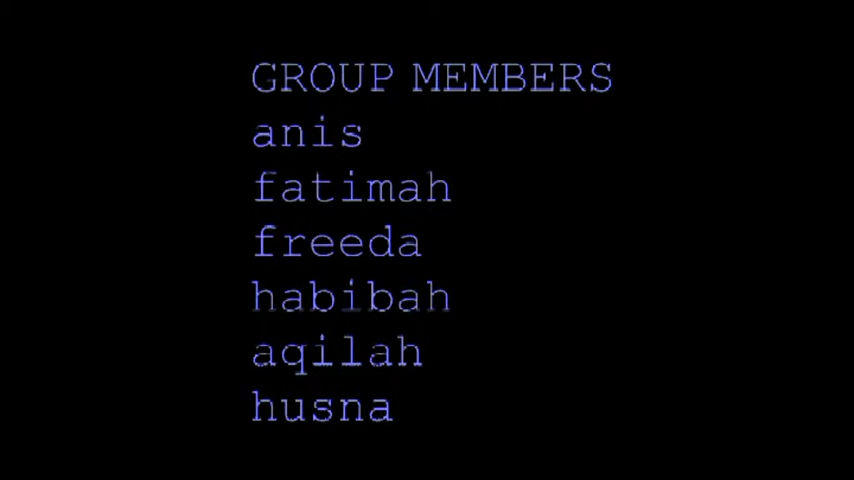 GROUP MEMBERS
anis
fatimah
freeda
habibah
aqilah
husna